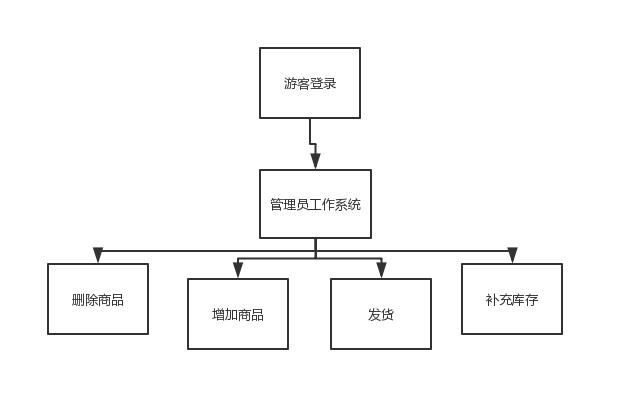 游客登录
管理员工作系统
删除商品
增加商品
发货
补充库存